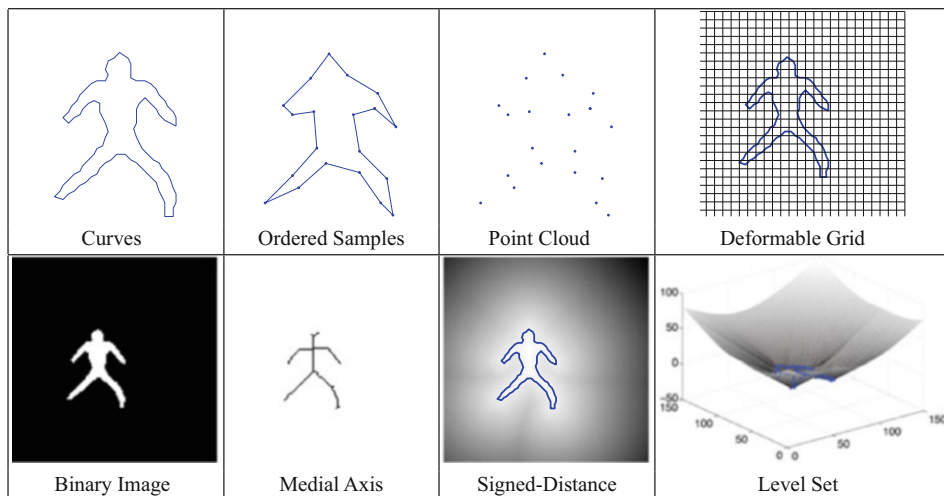 Curves
Ordered Samples
Point Cloud
Deformable Grid
100
50
0
-50
150
100
50
0
0
50
100
150
Binary Image
Medial Axis
Signed-Distance
Level Set